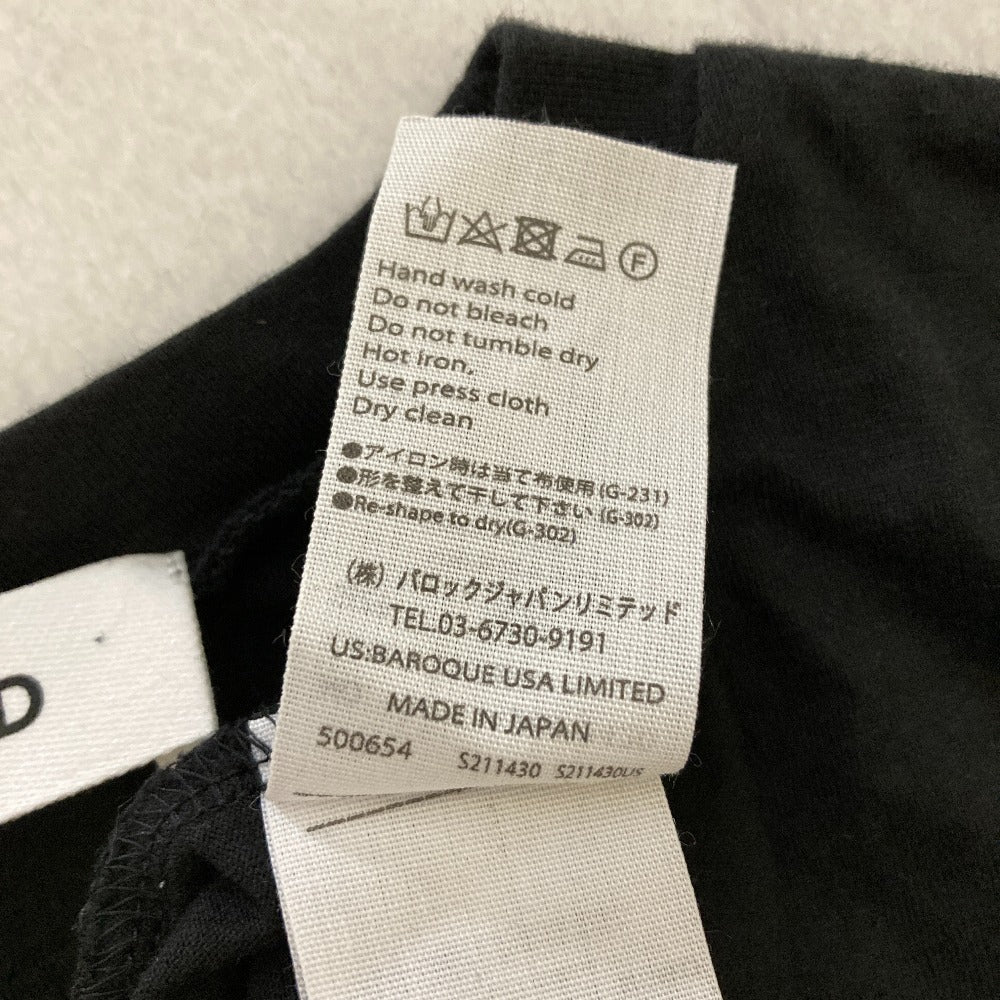 F
Hand wash cold
Do not bleach
Do not tumble dry
Hot iron,
Use press cloth
Dry clean
●アイロン時は当て布使用(G-231)
●形を整えて干して下さい(G-302)
●Re-shape to dry(G-302)
(株) バロックジャパンリミテッド
TEL.03-6730-9191
US:BAROQUE USA LIMITED
MADE IN JAPAN
500654 S211430 S211430US
D